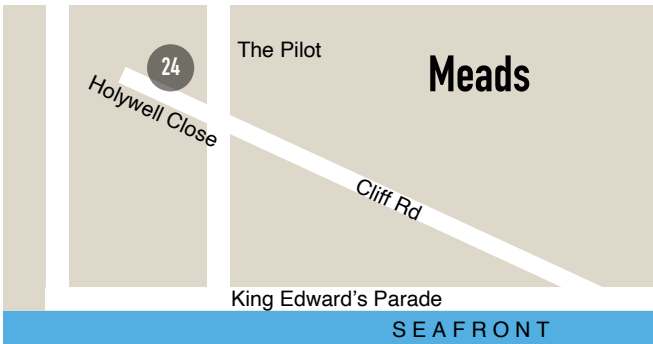 The Pilot
24
Meads
Holywell Close
Cliff Rd
King Edward’s Parade
SEAFRONT